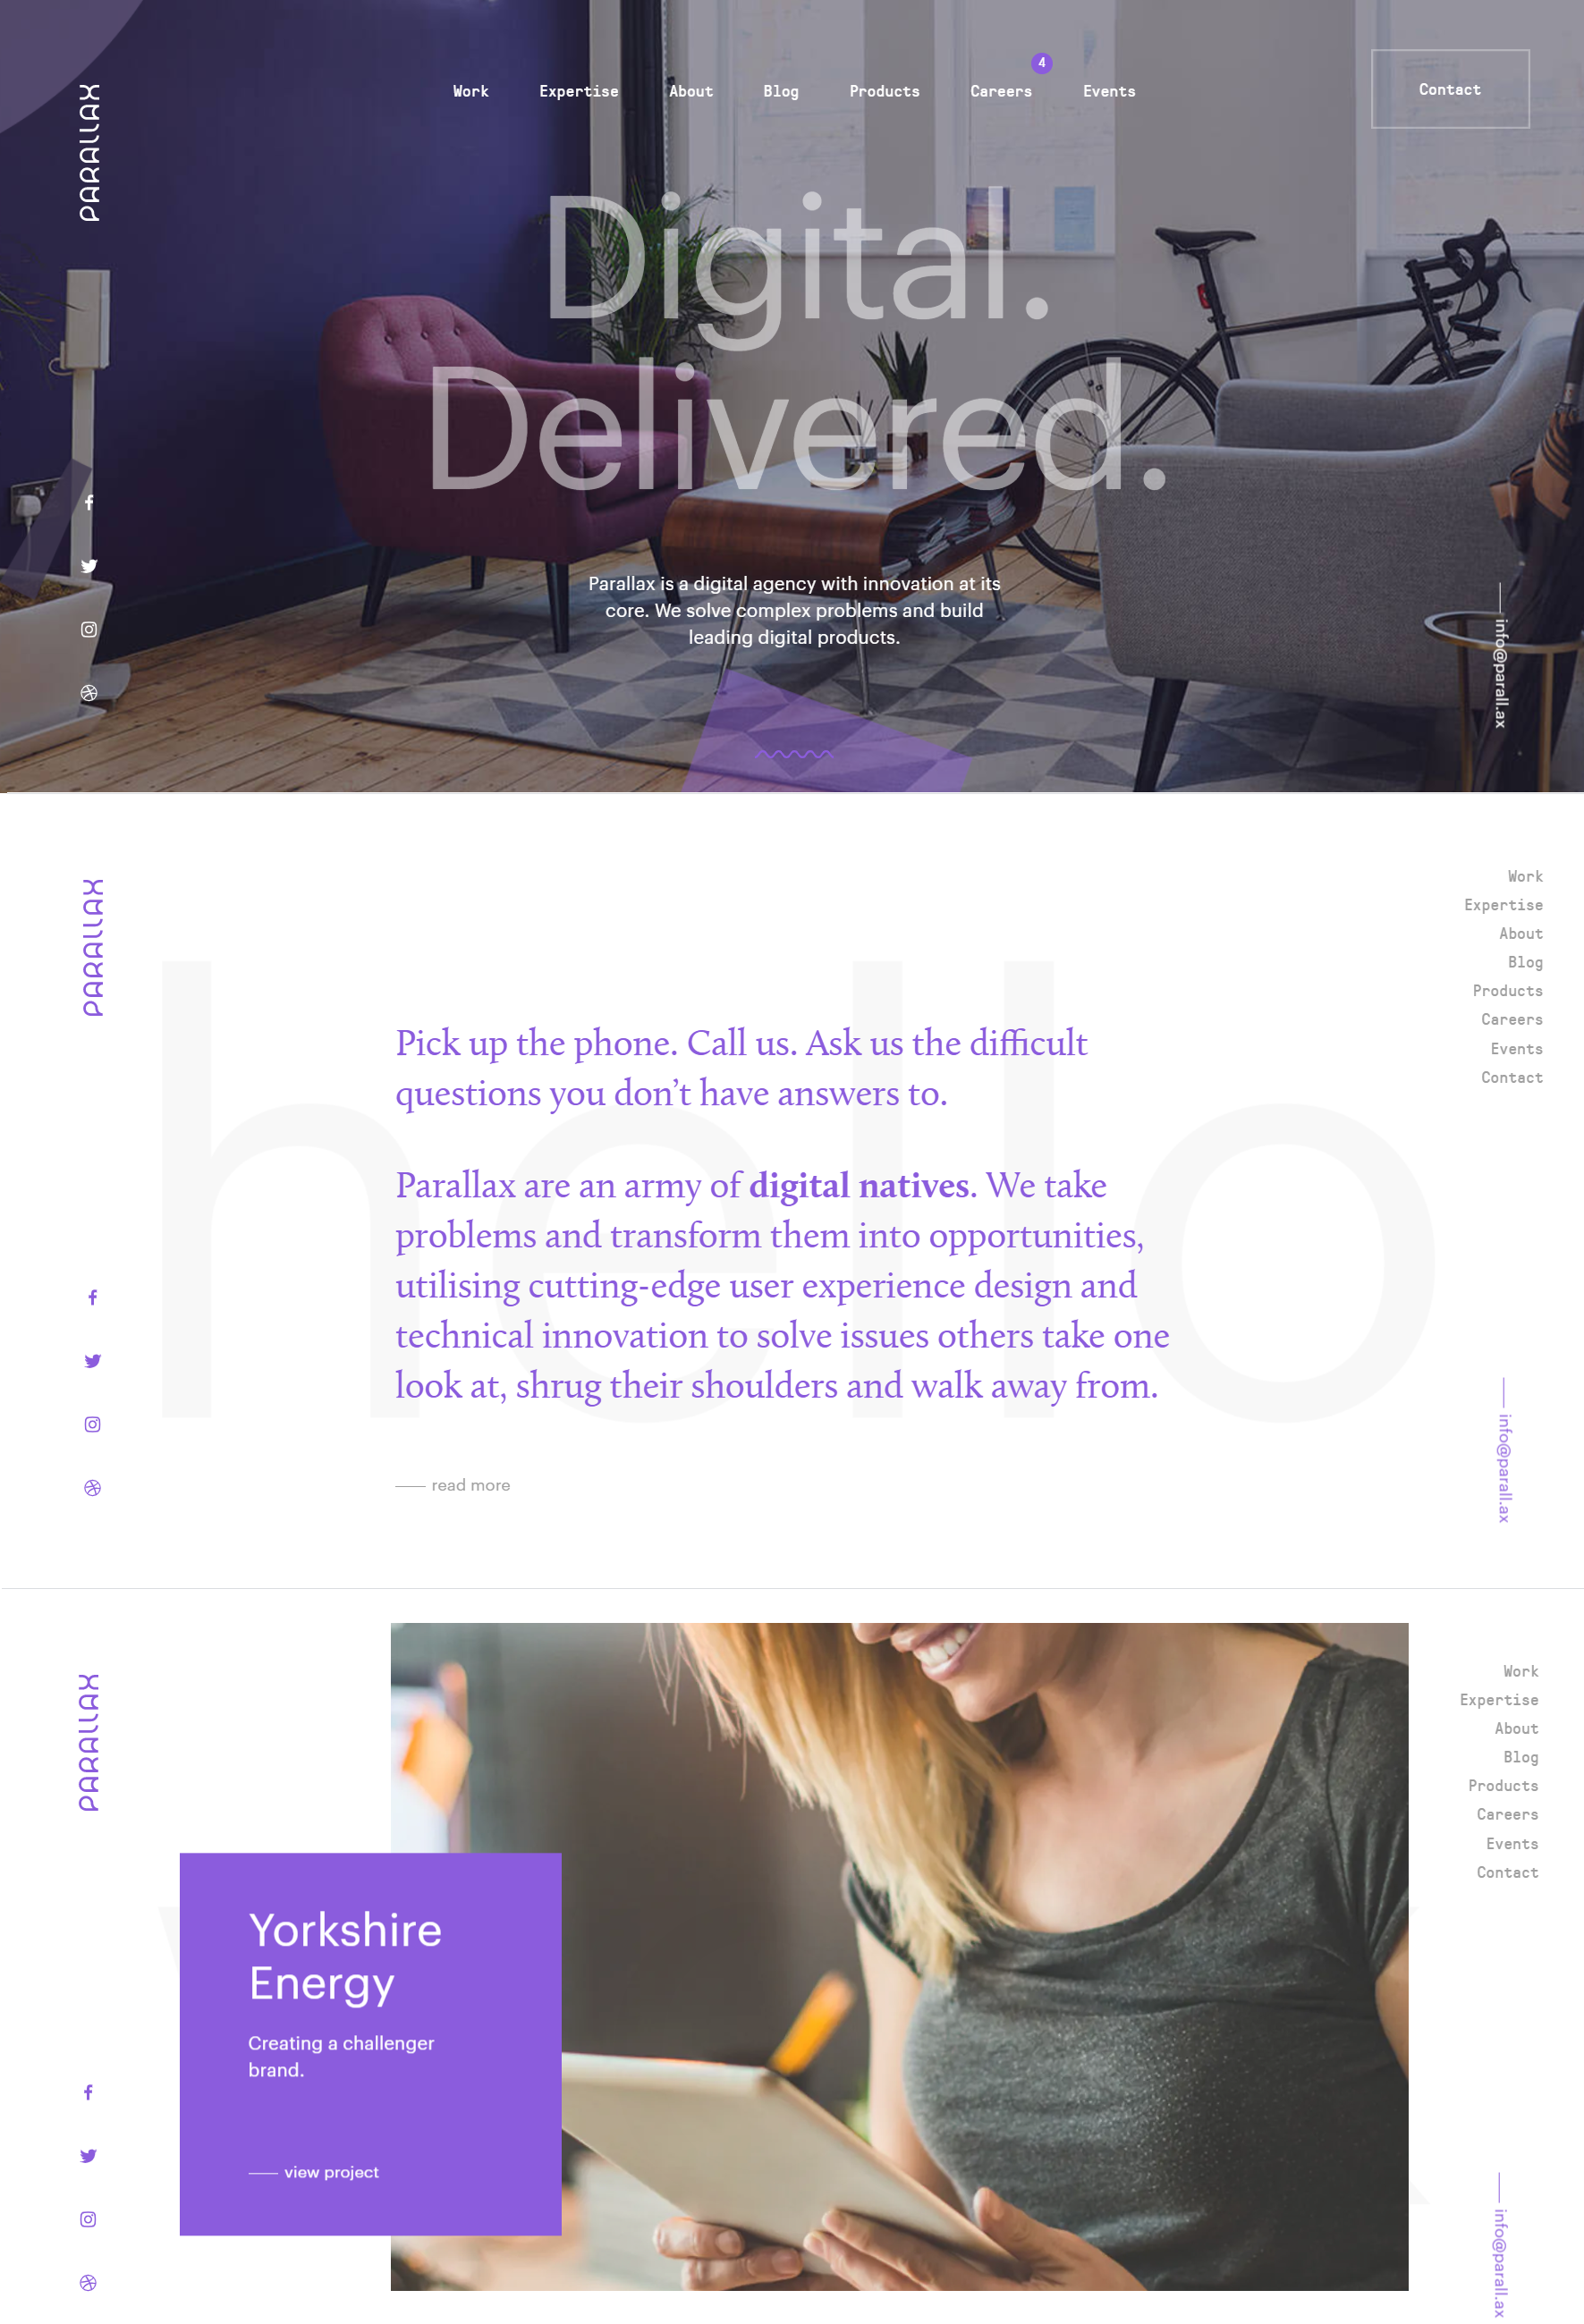 PARALLAX
Work Expertise About Blog Products Careers 4 Events
Contact
Digital.
Delivered.
Parallax is a digital agency with innovation at its
core. We solve complex problems and build
leading digital products.
info@parall.ax
PARALLAX
Work
Expertise
About
Blog
Products
Careers
Events
Contact
hello
Pick up the phone. Call us. Ask us the difficult
questions you don’t have answers to.
Parallax are an army of digital natives. We take
problems and transform them into opportunities,
utilising cutting-edge user experience design and
technical innovation to solve issues others take one
look at, shrug their shoulders and walk away from.
read more
info@parall.ax
PARALLAX
Work
Expertise
About
Blog
Products
Careers
Events
Contact
Yorkshire
Energy
Creating a challenger
brand.
view project
info@parall.ax